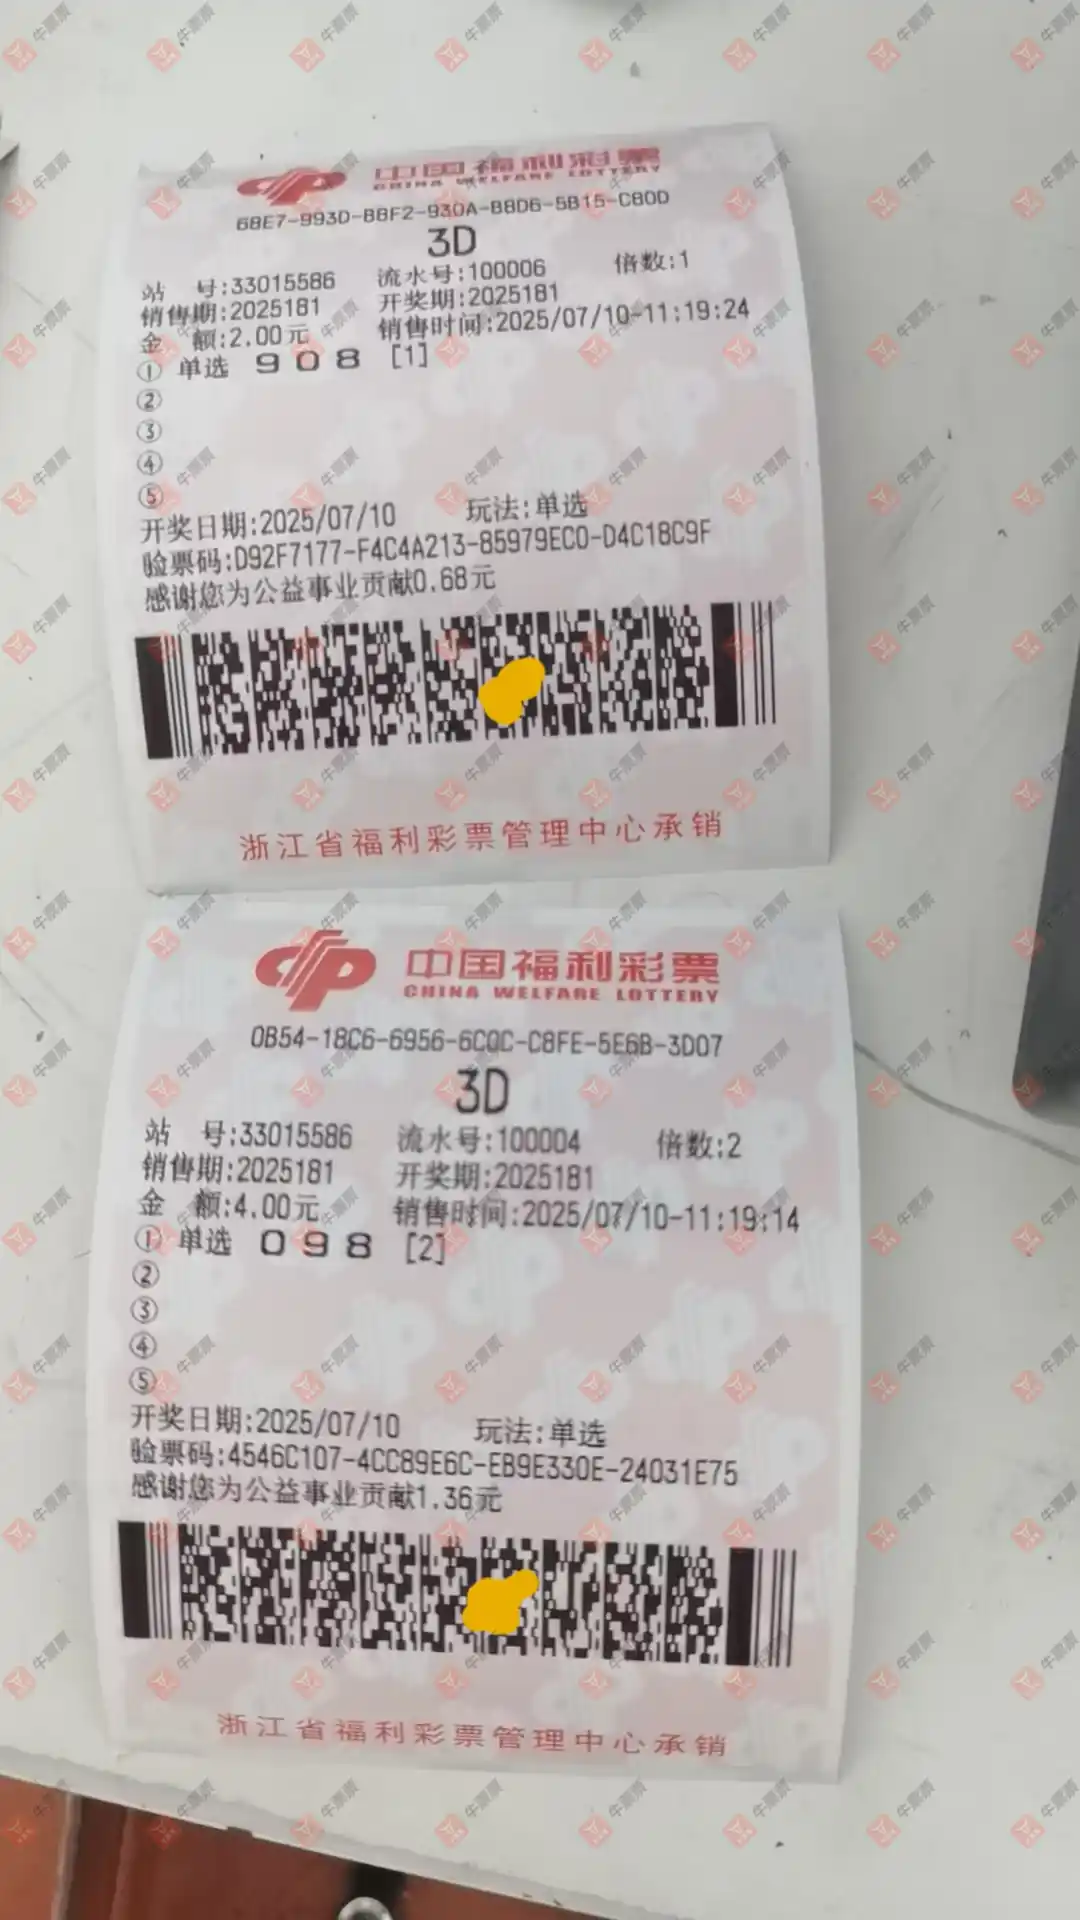 中国福利彩票
CHINA WELFARE LOTTERY
6BE7-993D-B8F2-930A-B8D6-5B15-C80D
3D
站 号:33015586 流水号:100006 倍数:1
销售期:2025181 开奖期:2025181
金 额:2.00元 销售时间:2025/07/10-11:19:24
① 单选 908 [1]
②
③
④
⑤
开奖日期:2025/07/10 玩法:单选
验票码:D92F7177-F4C4A213-85979EC0-D4C18C9F
感谢您为公益事业贡献0.68元
浙江省福利彩票管理中心承销
中国福利彩票
CHINA WELFARE LOTTERY
0B54-18C6-6956-6C0C-C8FE-5E6B-3D07
3D
站 号:33015586 流水号:100004 倍数:2
销售期:2025181 开奖期:2025181
金 额:4.00元 销售时间:2025/07/10-11:19:14
① 单选 098 [2]
②
③
④
⑤
开奖日期:2025/07/10 玩法:单选
验票码:4546C107-4CC89E6C-EB9E330E-24031E75
感谢您为公益事业贡献1.36元
浙江省福利彩票管理中心承销
牛票票